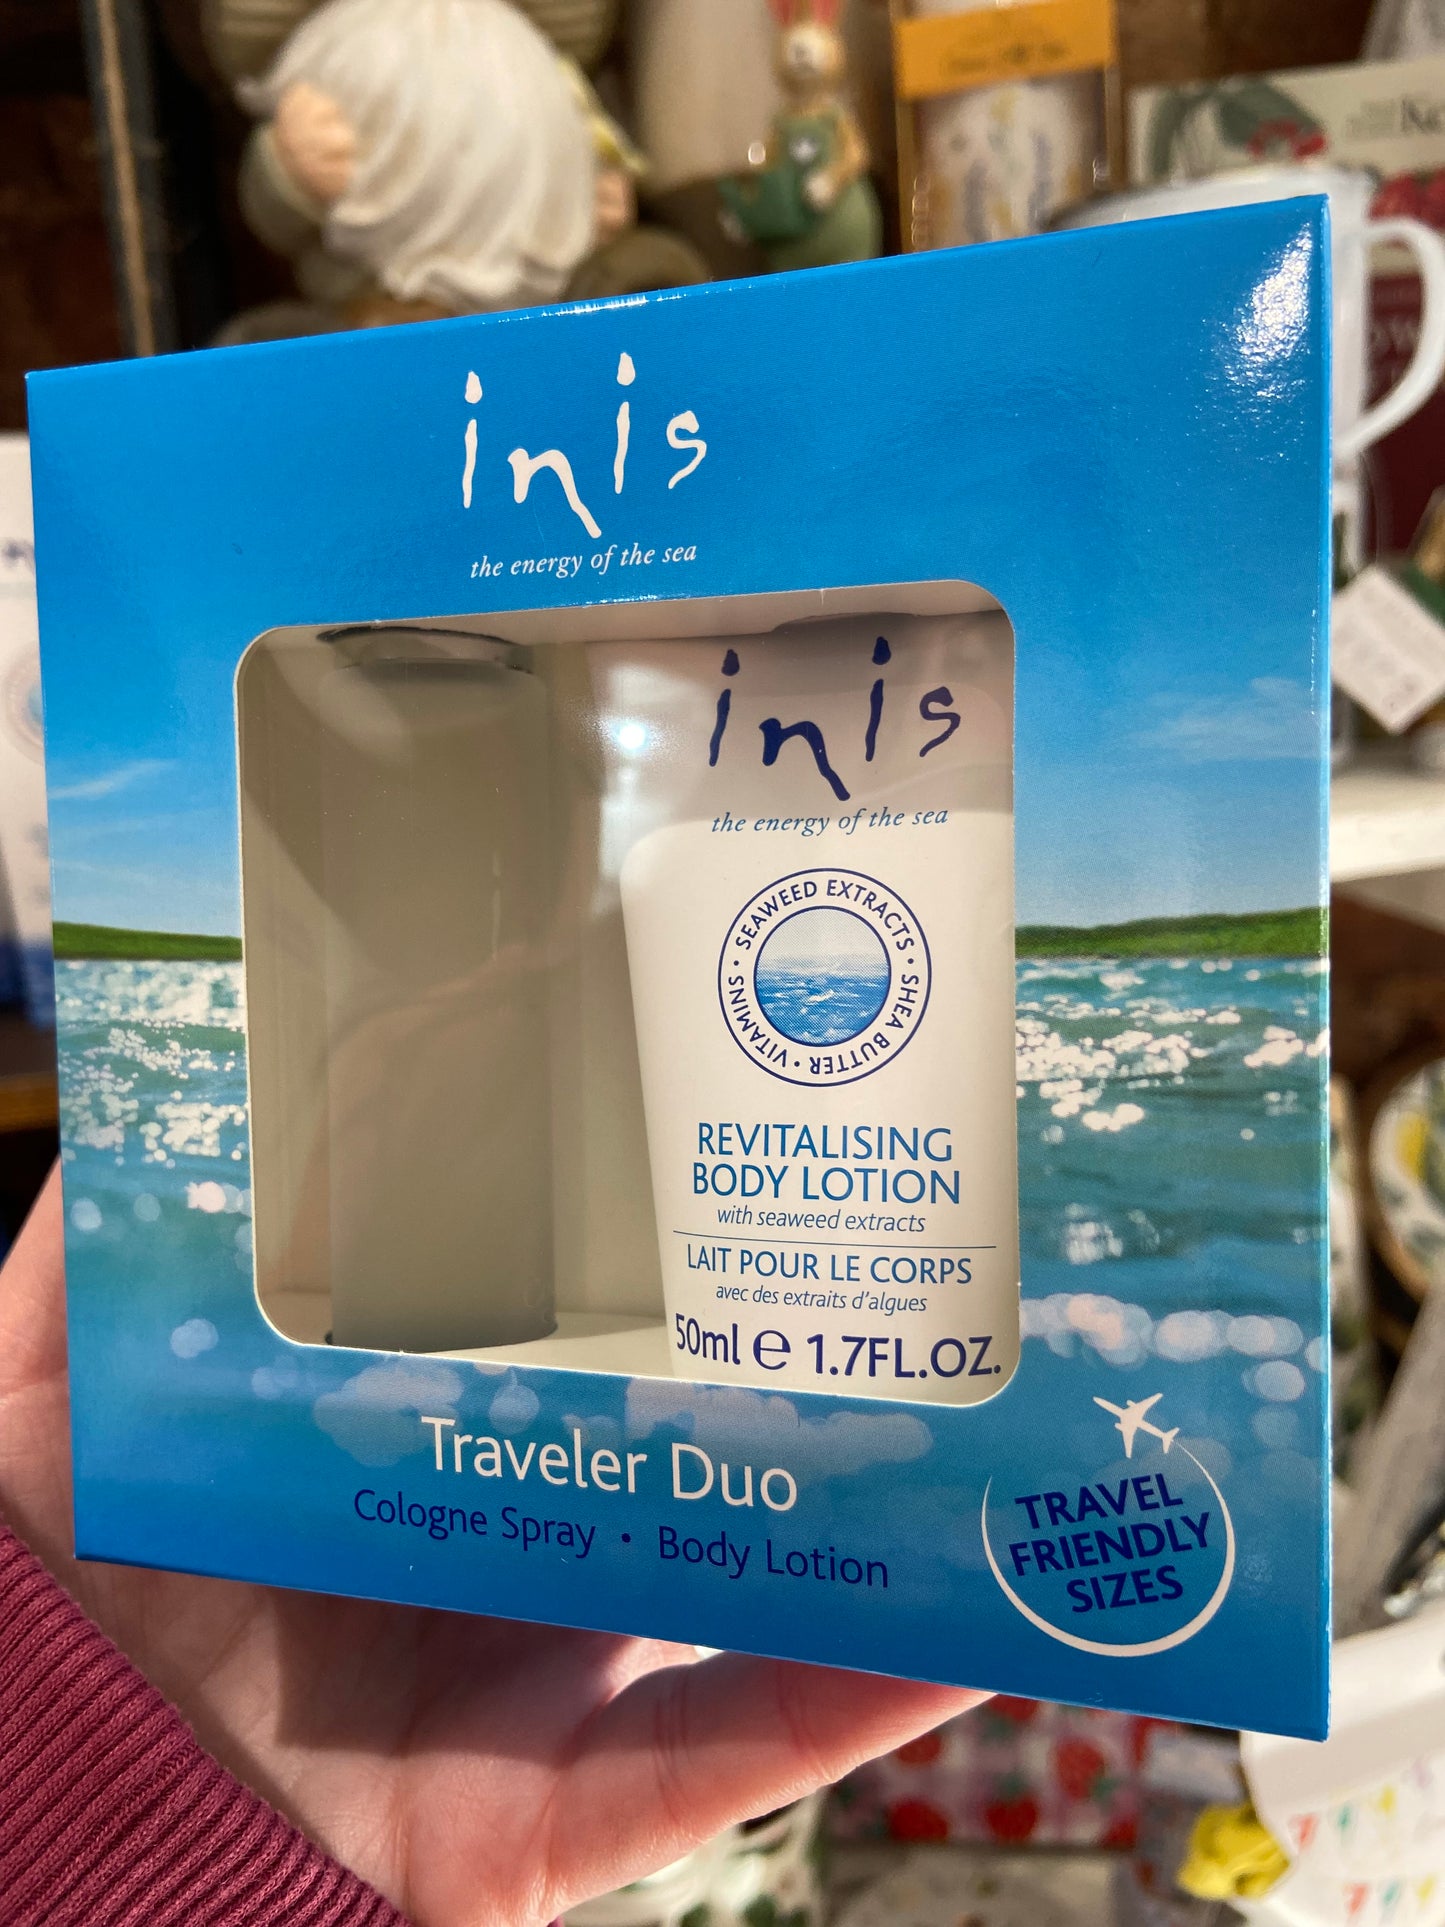 inis
the energy of the sea
inis
the energy of the sea
SEAWEED EXTRACTS • SHEA BUTTER • VITAMINS •
REVITALISING
BODY LOTION
with seaweed extracts
LAIT POUR LE CORPS
avec des extraits d'algues
50ml e 1.7FL.OZ.
Traveler Duo
Cologne Spray • Body Lotion
TRAVEL
FRIENDLY
SIZES